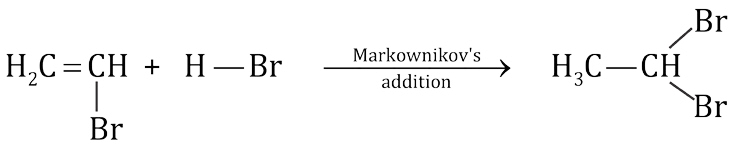 H₂C=CH + H—Br Markownikov's addition H₃C—CH Br
Br Br